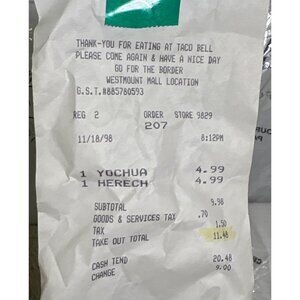 THANK-YOU FOR EATING AT TACO BELL
PLEASE COME AGAIN & HAVE A NICE DAY
GO FOR THE BORDER
WESTMOUNT MALL LOCATION
G.S.T.#885780593
REG 2 ORDER STORE 9829
207
11/18/98 8:12PM
1 YOCHUA 4.99
1 HERECH 4.99
SUBTOTAL 9.98
GOODS & SERVICES TAX .70
TAX 1.50
TAKE OUT TOTAL 11.48
CASH TEND 20.48
CHANGE 9.00